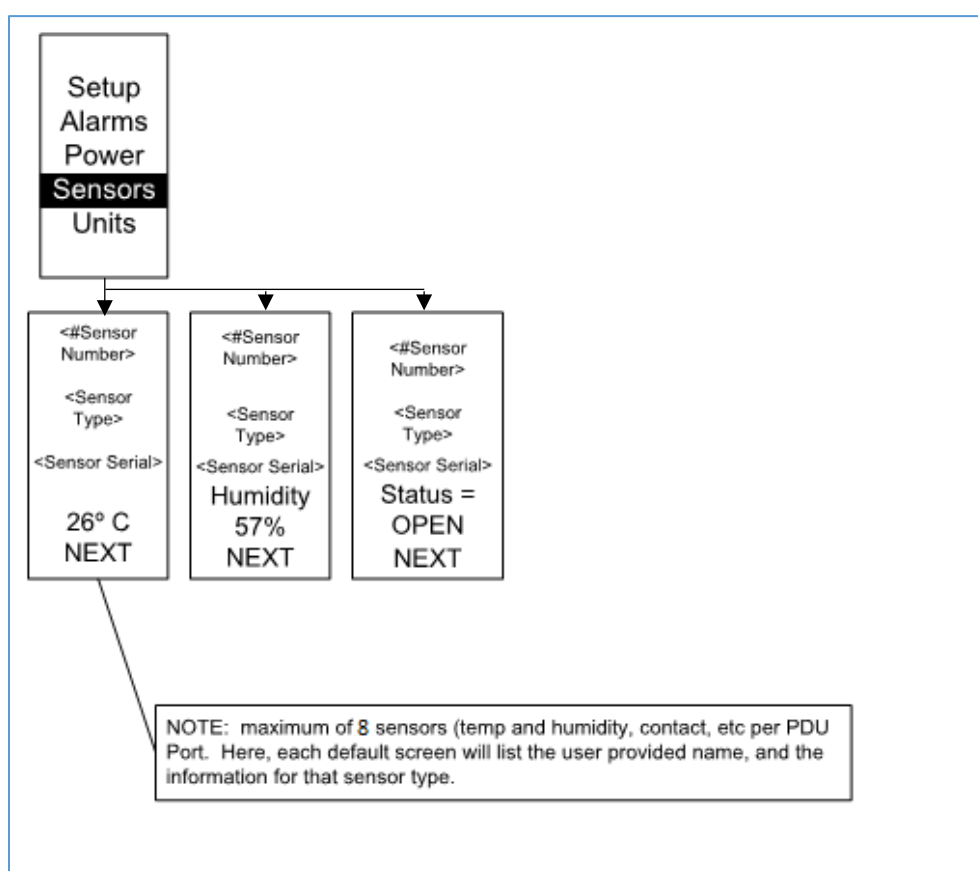 Setup
Alarms
Power
Sensors
Units
<#Sensor
Number>
<Sensor
Type>
<Sensor Serial>
26º C
NEXT
<#Sensor
Number>
<Sensor
Type>
<Sensor Serial>
Humidity
57%
NEXT
<#Sensor
Number>
<Sensor
Type>
<Sensor Serial>
Status =
OPEN
NEXT
NOTE: maximum of 8 sensors (temp and humidity, contact, etc per PDU
Port. Here, each default screen will list the user provided name, and the
information for that sensor type.